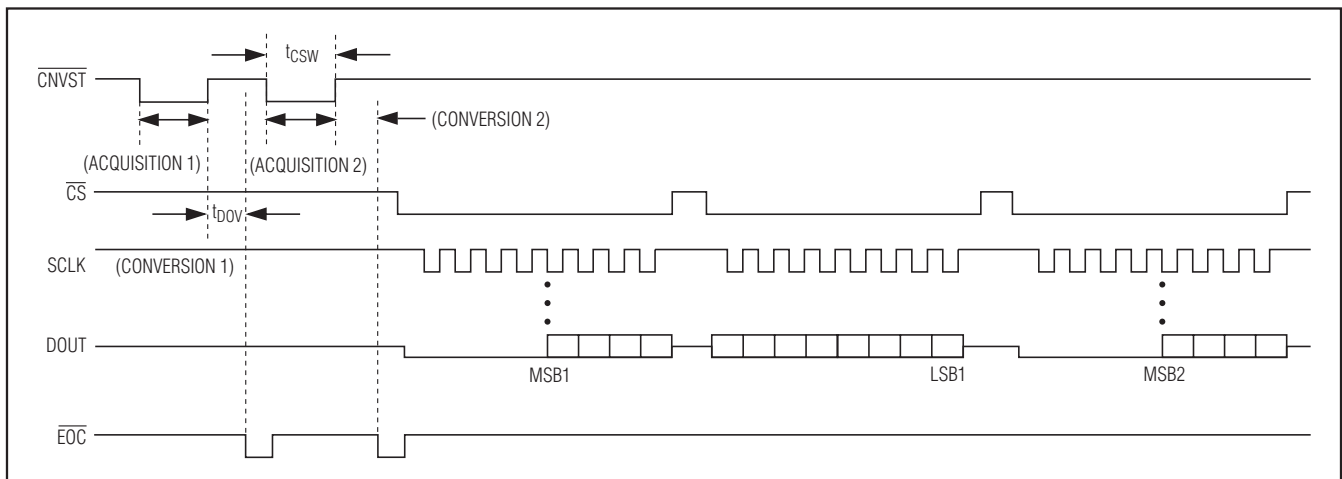 tCSW
CNVST
(CONVERSION 2)
(ACQUISITION 1)
(ACQUISITION 2)
CS
tDOV
SCLK
(CONVERSION 1)
DOUT
MSB1
LSB1
MSB2
EOC